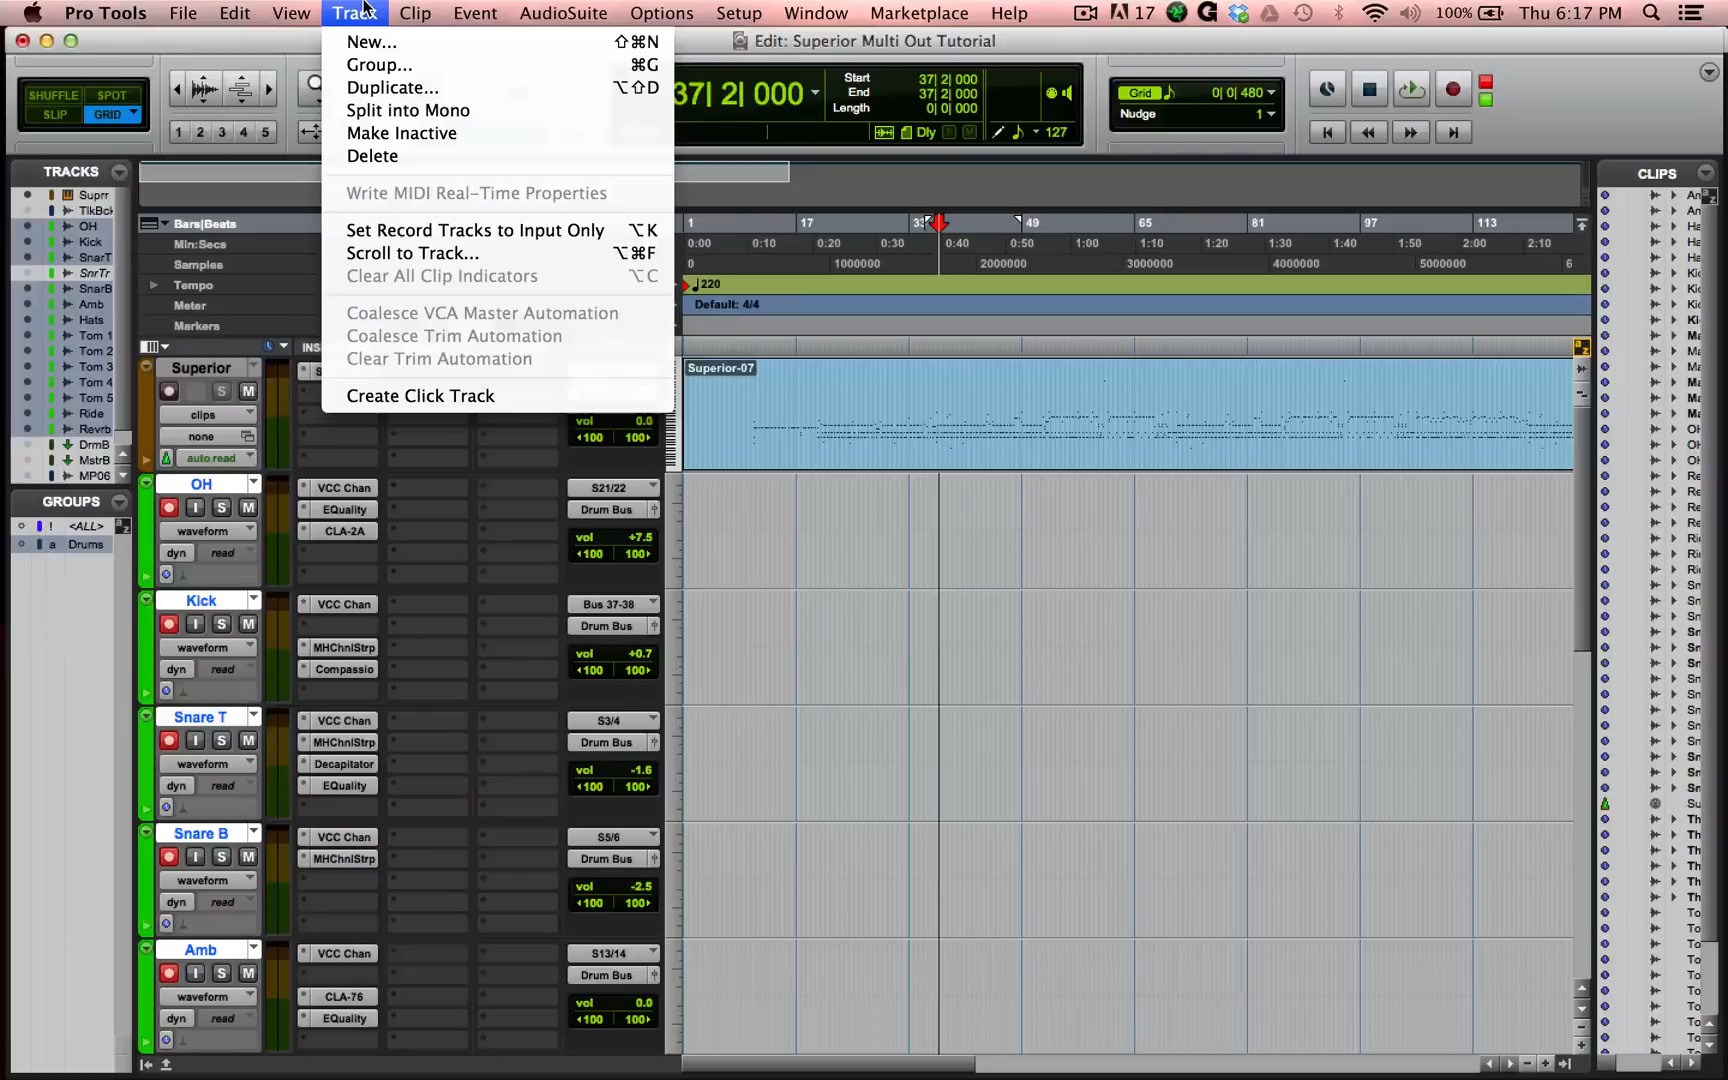 Pro Tools File Edit View Track Clip Event AudioSuite Options Setup Window Marketplace Help 17 100% Thu 6:17 PM
Edit: Superior Multi Out Tutorial
New... ⇧⌘N
Group... ⌘G
Duplicate... ⌥⇧D
Split into Mono
Make Inactive
Delete
Write MIDI Real-Time Properties
Set Record Tracks to Input Only ⌥K
Scroll to Track... ⌥⌘F
Clear All Clip Indicators ⌥C
Coalesce VCA Master Automation
Coalesce Trim Automation
Clear Trim Automation
Create Click Track
SHUFFLE SPOT
SLIP GRID
1 2 3 4 5
37| 2| 000
Start 37| 2| 000
End 37| 2| 000
Length 0| 0| 000
Dly S M 127
Grid 0| 0| 480
Nudge 1
TRACKS
Suprr
TlkBck
OH
Kick
SnarT
SnrTr
SnarB
Amb
Hats
Tom 1
Tom 2
Tom 3
Tom 4
Tom 5
Ride
Revrb
DrmB
MstrB
MP06
GROUPS
! <ALL>
a Drums
Bars|Beats
Min:Secs
Samples
Tempo
Meter
Markers
1 17 33 49 65 81 97 113
0:00 0:10 0:20 0:30 0:40 0:50 1:00 1:10 1:20 1:30 1:40 1:50 2:00 2:10
0 1000000 2000000 3000000 4000000 5000000 6
220
Default: 4/4
Superior
S M
clips
none
auto read
vol 0.0
100 100
Superior-07
OH
I S M
waveform
dyn read
VCC Chan
EQuality
CLA-2A
S21/22
Drum Bus
vol +7.5
100 100
Kick
I S M
waveform
dyn read
VCC Chan
MHChnlStrp
Compassio
Bus 37-38
Drum Bus
vol +0.7
100 100
Snare T
I S M
waveform
dyn read
VCC Chan
MHChnlStrp
Decapitator
EQuality
S3/4
Drum Bus
vol -1.6
100 100
Snare B
I S M
waveform
dyn read
VCC Chan
MHChnlStrp
S5/6
Drum Bus
vol -2.5
100 100
Amb
I S M
waveform
dyn read
VCC Chan
CLA-76
EQuality
S13/14
Drum Bus
vol 0.0
100 100
CLIPS